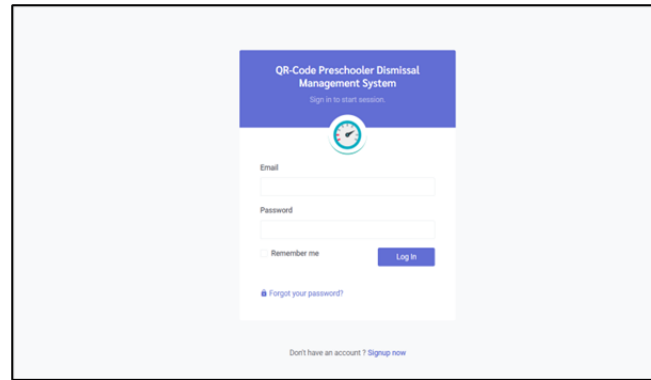 QR-Code Preschooler Dismissal
Management System
Sign in to start session.
Email
Password
Remember me
Log In
Forgot your password?
Don't have an account ? Signup now